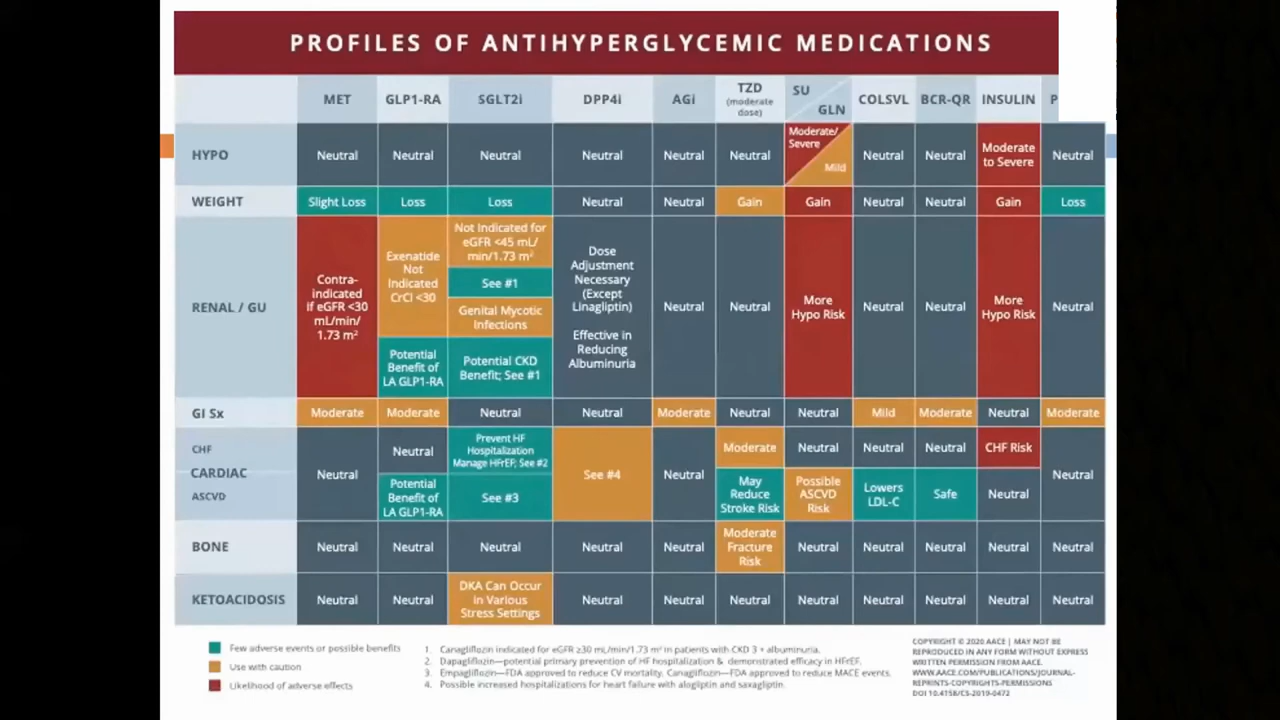 PROFILES OF ANTIHYPERGLYCEMIC MEDICATIONS
MET
GLP1-RA
SGLT2i
DPP4i
AGi
TZD
(moderate
dose)
SU
GLN
COLSVL
BCR-QR
INSULIN
P
HYPO
Neutral
Neutral
Neutral
Neutral
Neutral
Neutral
Moderate/
Severe
Mild
Neutral
Neutral
Moderate
to Severe
Neutral
WEIGHT
Slight Loss
Loss
Loss
Neutral
Neutral
Gain
Gain
Neutral
Neutral
Gain
Loss
RENAL / GU
Contra-
indicated
if eGFR <30
mL/min/
1.73 m²
Exenatide
Not
Indicated
CrCl <30
Potential
Benefit of
LA GLP1-RA
Not Indicated for
eGFR <45 mL/
min/1.73 m²
See #1
Genital Mycotic
Infections
Potential CKD
Benefit; See #1
Dose
Adjustment
Necessary
(Except
Linagliptin)
Effective in
Reducing
Albuminuria
Neutral
Neutral
More
Hypo Risk
Neutral
Neutral
More
Hypo Risk
Neutral
GI Sx
Moderate
Moderate
Neutral
Neutral
Moderate
Neutral
Neutral
Mild
Moderate
Neutral
Moderate
CHF
CARDIAC
ASCVD
Neutral
Neutral
Potential
Benefit of
LA GLP1-RA
Prevent HF
Hospitalization
Manage HFrEF; See #2
See #3
See #4
Neutral
Moderate
May
Reduce
Stroke Risk
Neutral
Possible
ASCVD
Risk
Neutral
Lowers
LDL-C
Neutral
Safe
CHF Risk
Neutral
Neutral
BONE
Neutral
Neutral
Neutral
Neutral
Neutral
Moderate
Fracture
Risk
Neutral
Neutral
Neutral
Neutral
Neutral
KETOACIDOSIS
Neutral
Neutral
DKA Can Occur
in Various
Stress Settings
Neutral
Neutral
Neutral
Neutral
Neutral
Neutral
Neutral
Neutral
Few adverse events or possible benefits
Use with caution
Likelihood of adverse effects
1. Canagliflozin indicated for eGFR ≥30 mL/min/1.73 m² in patients with CKD 3 + albuminuria.
2. Dapagliflozin—potential primary prevention of HF hospitalization & demonstrated efficacy in HFrEF.
3. Empagliflozin—FDA approved to reduce CV mortality. Canagliflozin—FDA approved to reduce MACE events.
4. Possible increased hospitalizations for heart failure with alogliptin and saxagliptin.
COPYRIGHT © 2020 AACE | MAY NOT BE
REPRODUCED IN ANY FORM WITHOUT EXPRESS
WRITTEN PERMISSION FROM AACE.
WWW.AACE.COM/PUBLICATIONS/JOURNAL-
REPRINTS-COPYRIGHTS-PERMISSIONS
DOI 10.4158/CS-2019-0472